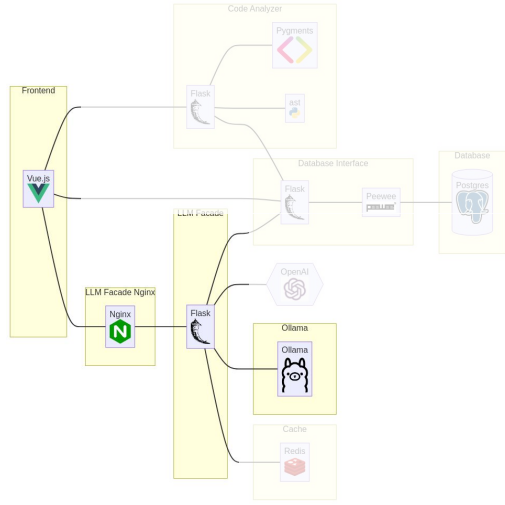 Code Analyzer
Pygments
Frontend
Flask
ast
Database Interface
Database
Vue.js
Flask
Peewee
peewee
Postgres
LLM Facade
OpenAI
LLM Facade Nginx
Nginx
Flask
Ollama
Ollama
Cache
Redis